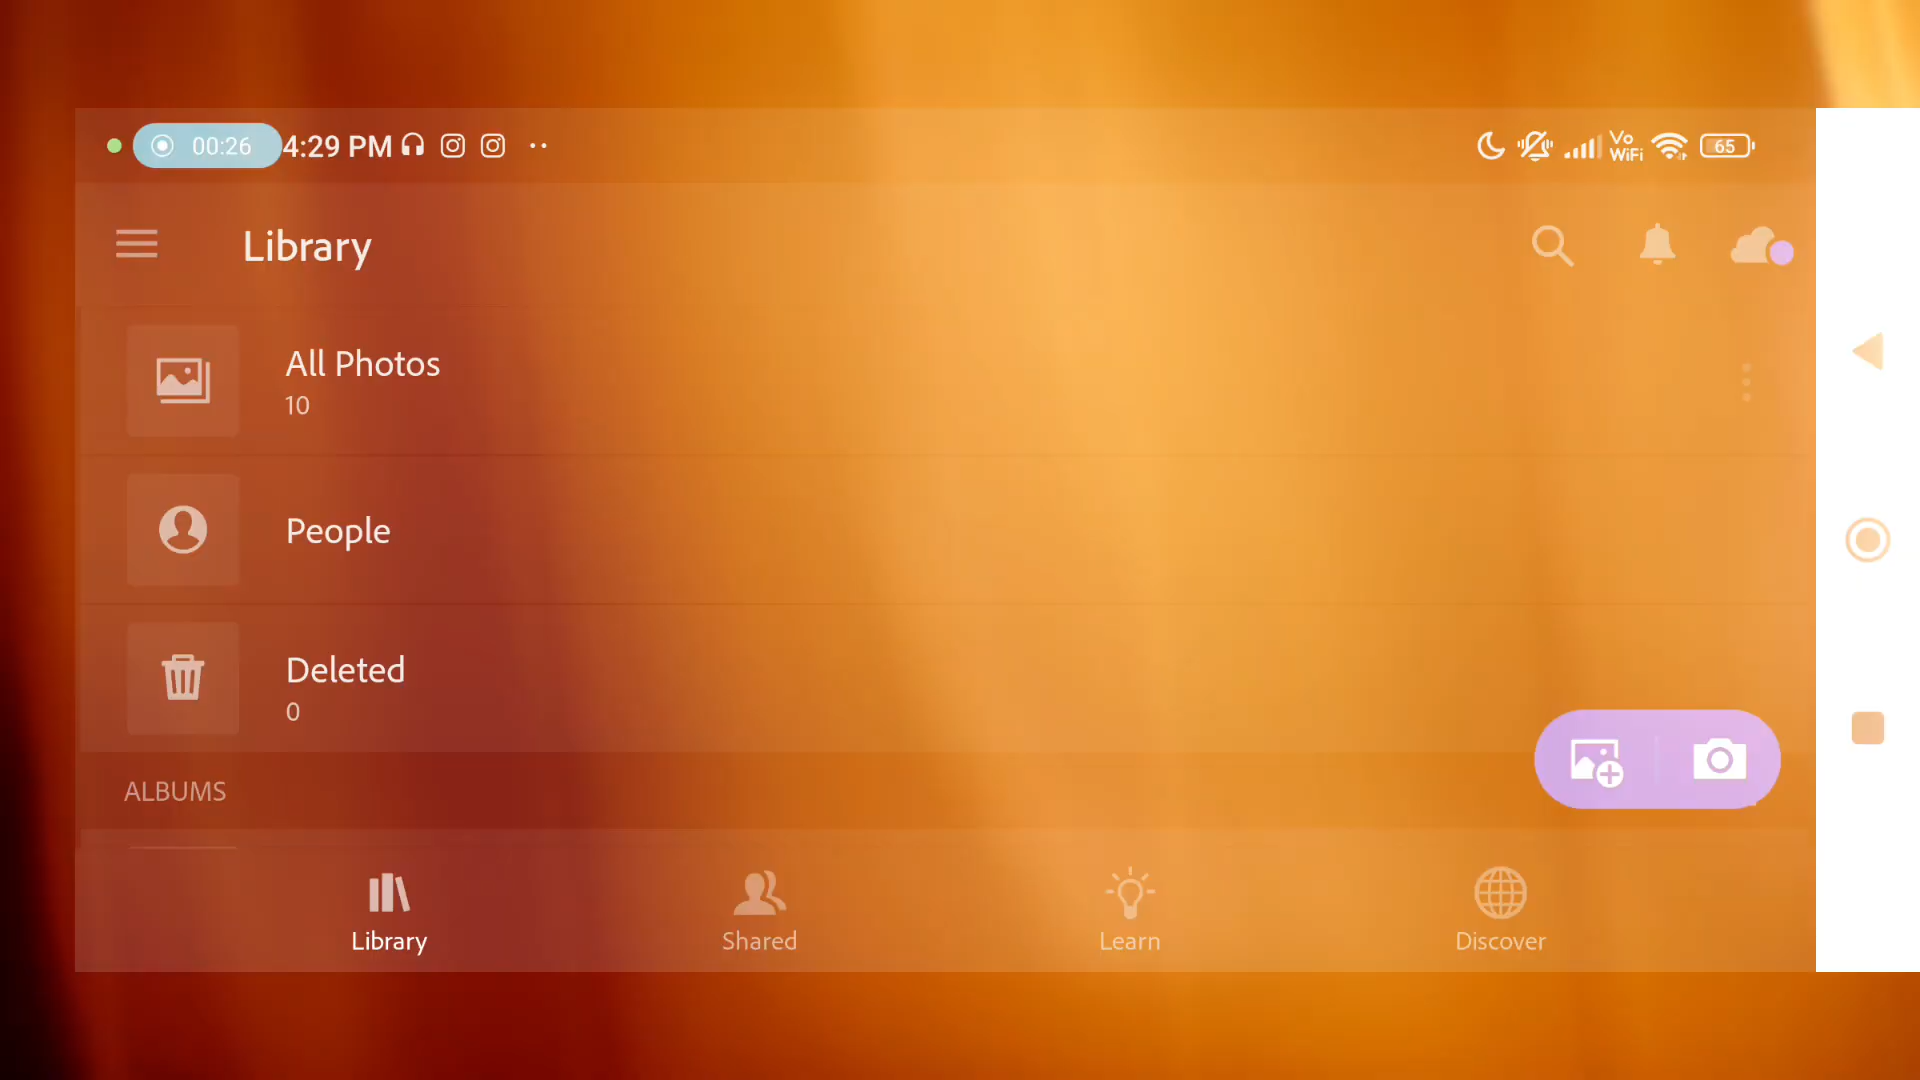 00:26 4:29 PM
Vo WiFi 65
Library
All Photos
10
People
Deleted
0
ALBUMS
Library Shared Learn Discover